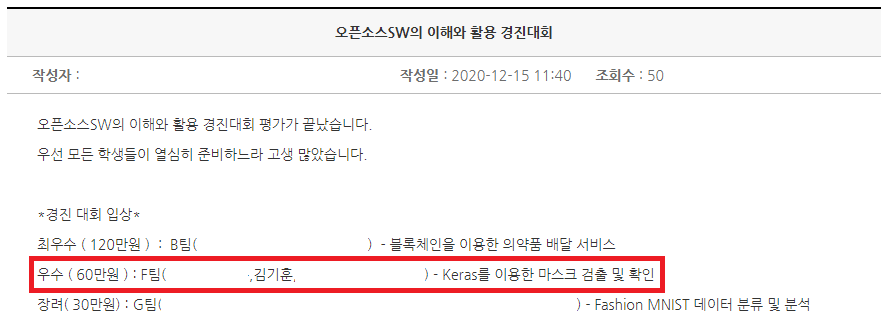 오픈소스SW의 이해와 활용 경진대회
작성자 : 작성일 : 2020-12-15 11:40 조회수 : 50
오픈소스SW의 이해와 활용 경진대회 평가가 끝났습니다.
우선 모든 학생들이 열심히 준비하느라 고생 많았습니다.
*경진 대회 입상*
최우수 ( 120만원 ) : B팀( ) - 블록체인을 이용한 의약품 배달 서비스
우수 ( 60만원 ) : F팀( ,김기훈, ) - Keras를 이용한 마스크 검출 및 확인
장려( 30만원) : G팀( ) - Fashion MNIST 데이터 분류 및 분석